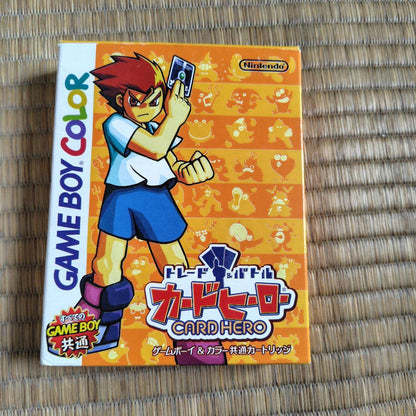 GAME BOY COLOR
Nintendo
トレード&バトル
カードヒーロー
CARD HERO
ゲームボーイ & カラー共通カートリッジ
すべての
GAME BOY
共通